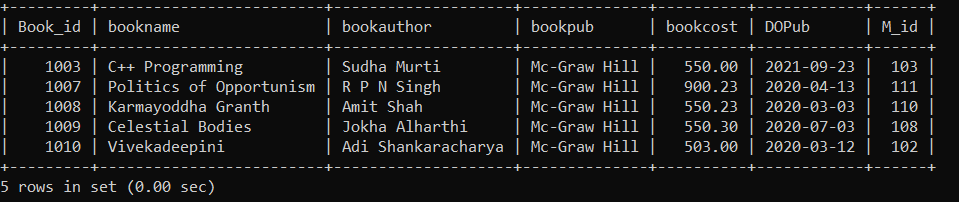 +---------+-----------------------+--------------------+-------------+----------+------------+------+
| Book_id | bookname              | bookauthor         | bookpub     | bookcost | DOPub      | M_id |
+---------+-----------------------+--------------------+-------------+----------+------------+------+
|    1003 | C++ Programming       | Sudha Murti        | Mc-Graw Hill |   550.00 | 2021-09-23 | 103  |
|    1007 | Politics of Opportunism | R P N Singh        | Mc-Graw Hill |   900.23 | 2020-04-13 | 111  |
|    1008 | Karmayoddha Granth    | Amit Shah          | Mc-Graw Hill |   550.23 | 2020-03-03 | 110  |
|    1009 | Celestial Bodies      | Jokha Alharthi     | Mc-Graw Hill |   550.30 | 2020-07-03 | 108  |
|    1010 | Vivekadeepini         | Adi Shankaracharya | Mc-Graw Hill |   503.00 | 2020-03-12 | 102  |
+---------+-----------------------+--------------------+-------------+----------+------------+------+
5 rows in set (0.00 sec)